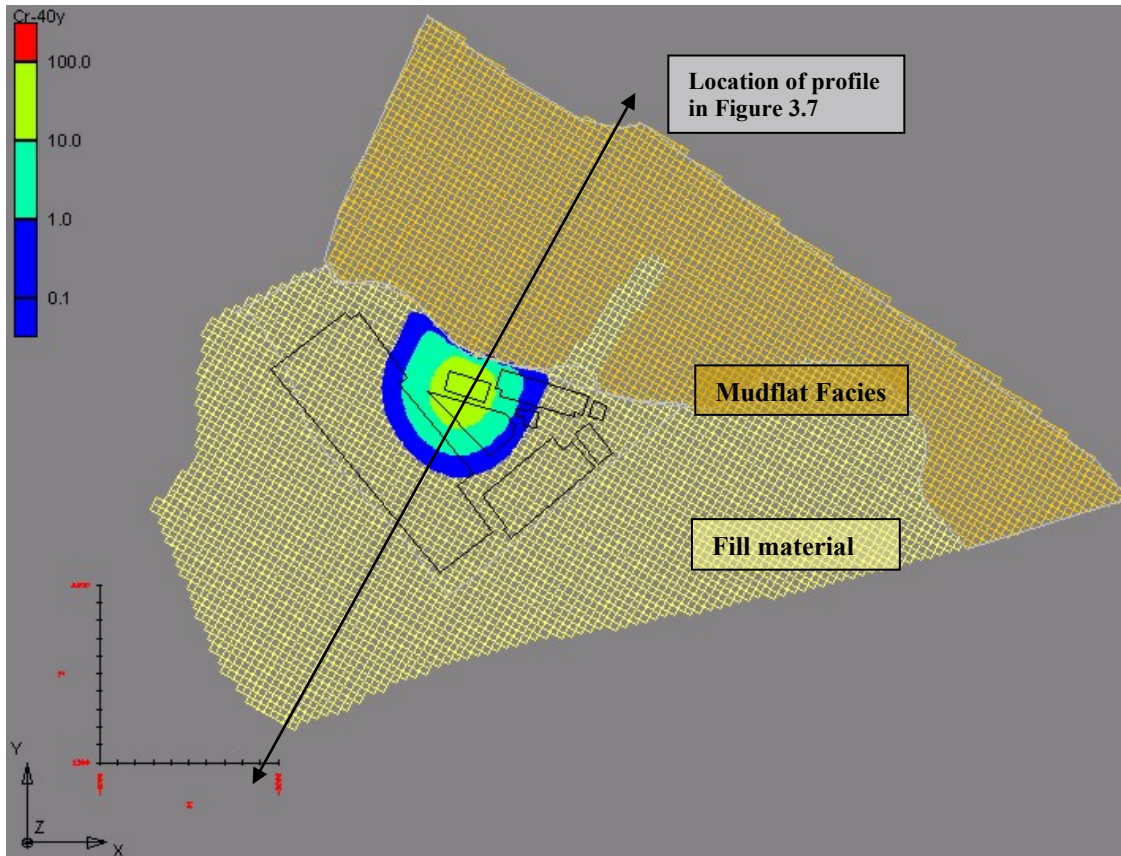 Cr-40y
100.0
10.0
1.0
0.1
Location of profile
in Figure 3.7
Mudflat Facies
Fill material
Y
Z
X